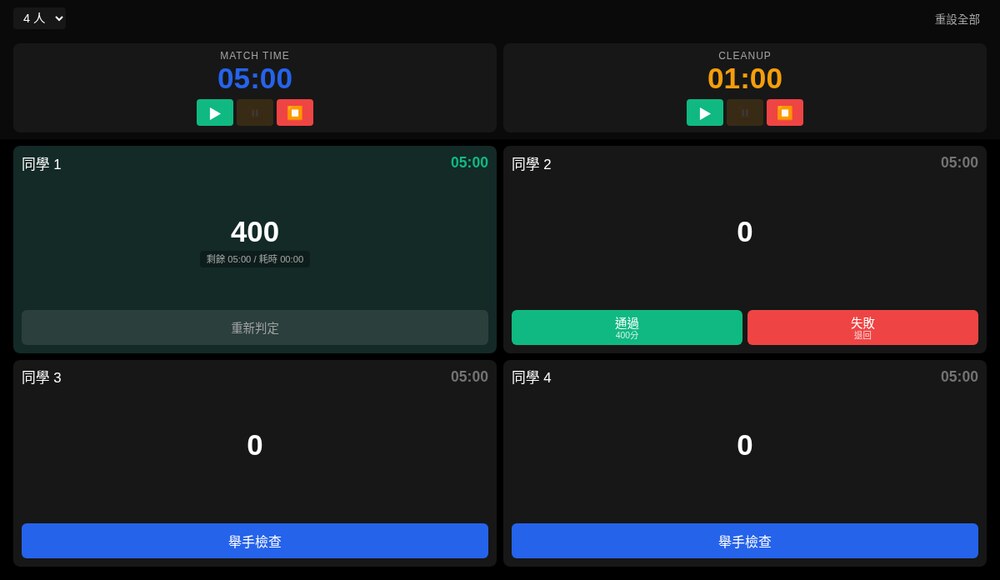 4 人
重設全部
MATCH TIME
05:00
CLEANUP
01:00
同學 1
05:00
400
剩餘 05:00 / 耗時 00:00
重新判定
同學 2
05:00
0
通過
400分
失敗
退回
同學 3
05:00
0
舉手檢查
同學 4
05:00
0
舉手檢查